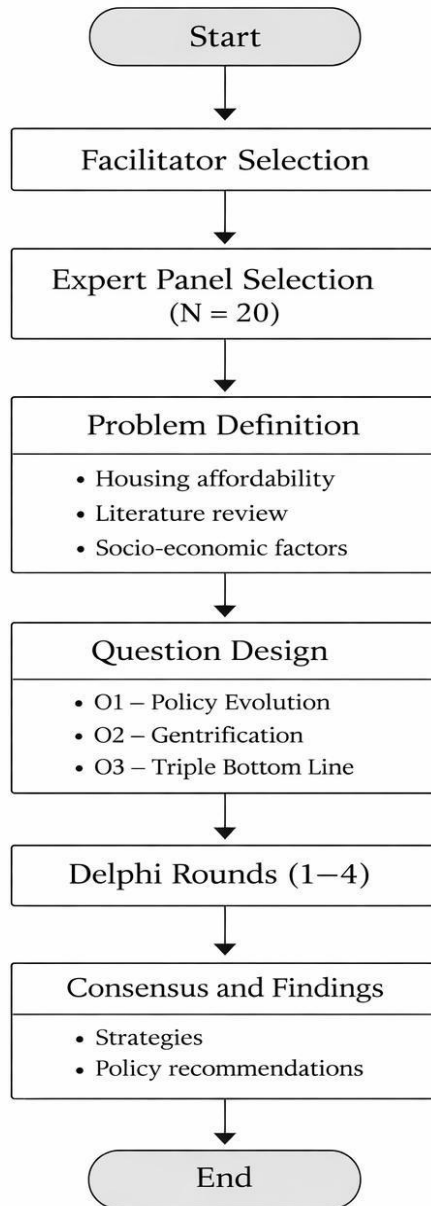 Start
Facilitator Selection
Expert Panel Selection
(N = 20)
Problem Definition
• Housing affordability
• Literature review
• Socio-economic factors
Question Design
• O1 – Policy Evolution
• O2 – Gentrification
• O3 – Triple Bottom Line
Delphi Rounds (1–4)
Consensus and Findings
• Strategies
• Policy recommendations
End